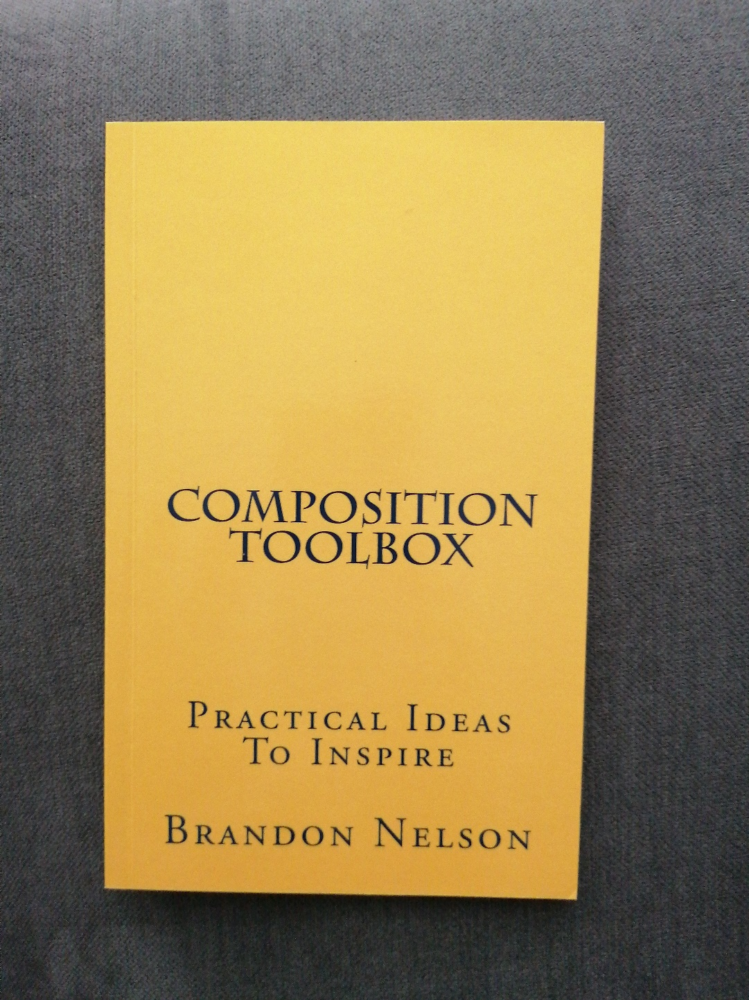 COMPOSITION
TOOLBOX
PRACTICAL IDEAS
TO INSPIRE
BRANDON NELSON